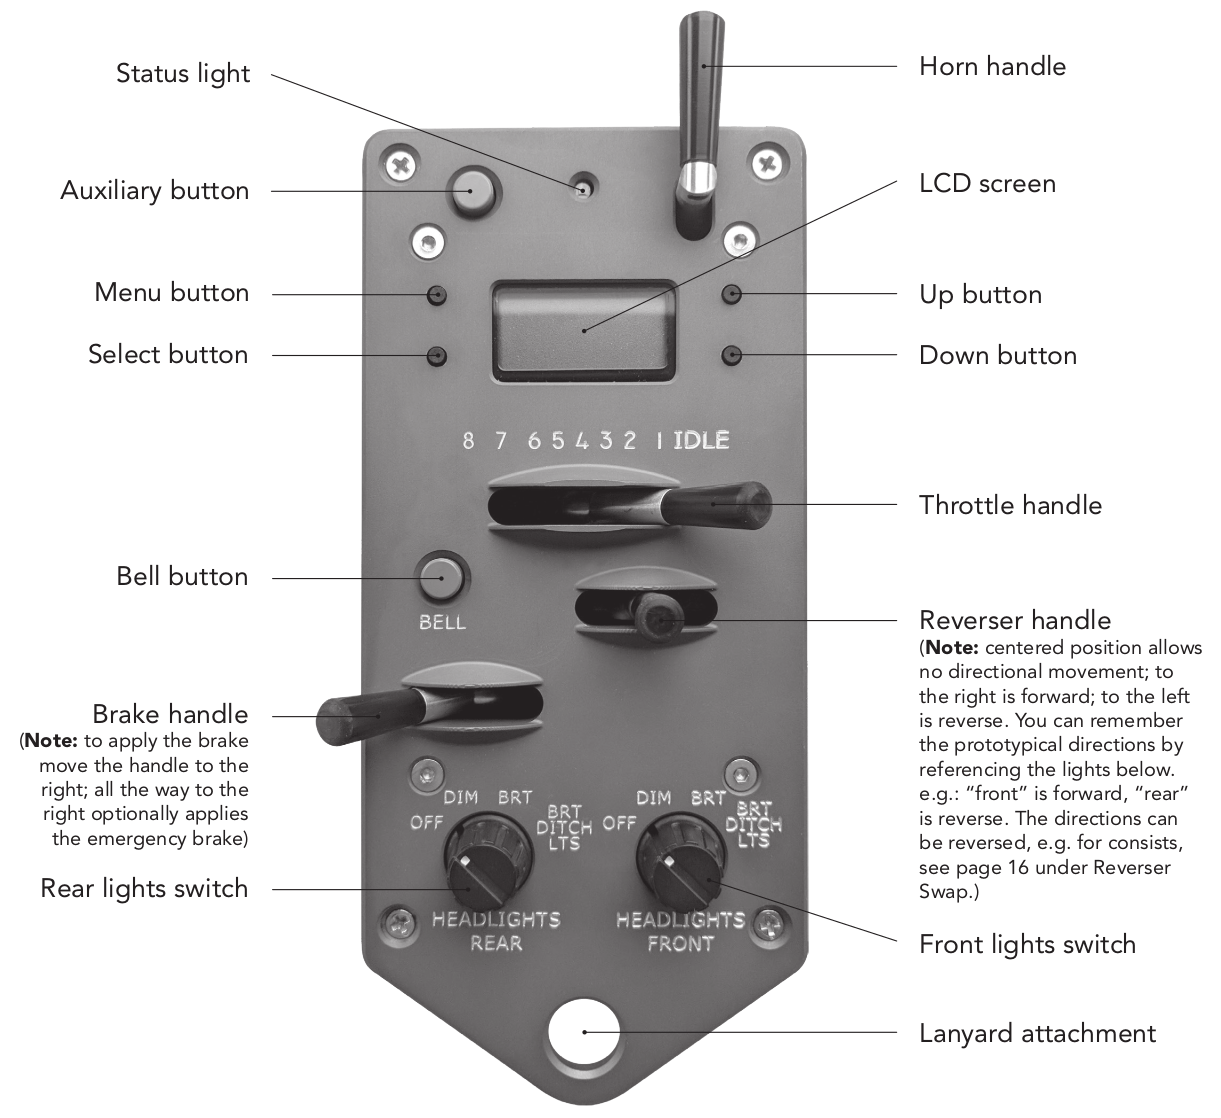 Status light
Auxiliary button
Menu button
Select button
Bell button
Brake handle
(Note: to apply the brake
move the handle to the
right; all the way to the
right optionally applies
the emergency brake)
Rear lights switch
8 7 6 5 4 3 2 1 IDLE
BELL
OFF DIM BRT BRT
DITCH
LTS
HEADLIGHTS
REAR
OFF DIM BRT BRT
DITCH
LTS
HEADLIGHTS
FRONT
Horn handle
LCD screen
Up button
Down button
Throttle handle
Reverser handle
(Note: centered position allows
no directional movement; to
the right is forward; to the left
is reverse. You can remember
the prototypical directions by
referencing the lights below.
e.g.: “front” is forward, “rear”
is reverse. The directions can
be reversed, e.g. for consists,
see page 16 under Reverser
Swap.)
Front lights switch
Lanyard attachment